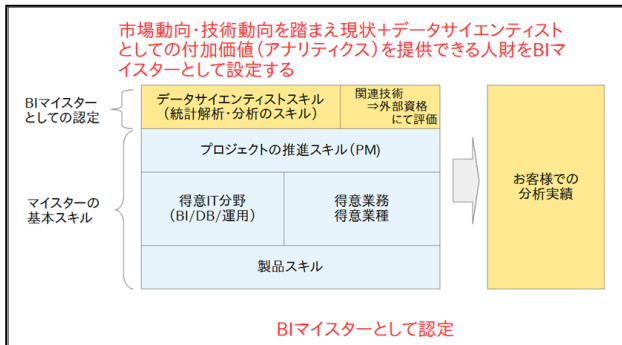 市場動向・技術動向を踏まえ現状＋データサイエンティスト
としての付加価値（アナリティクス）を提供できる人財をBIマ
イスターとして設定する
BIマイスター
としての認定
データサイエンティストスキル
（統計解析・分析のスキル）
関連技術
⇒外部資格
にて評価
マイスターの
基本スキル
プロジェクトの推進スキル（PM）
得意IT分野
（BI/DB/運用）
得意業務
得意業種
製品スキル
お客様での
分析実績
BIマイスターとして認定